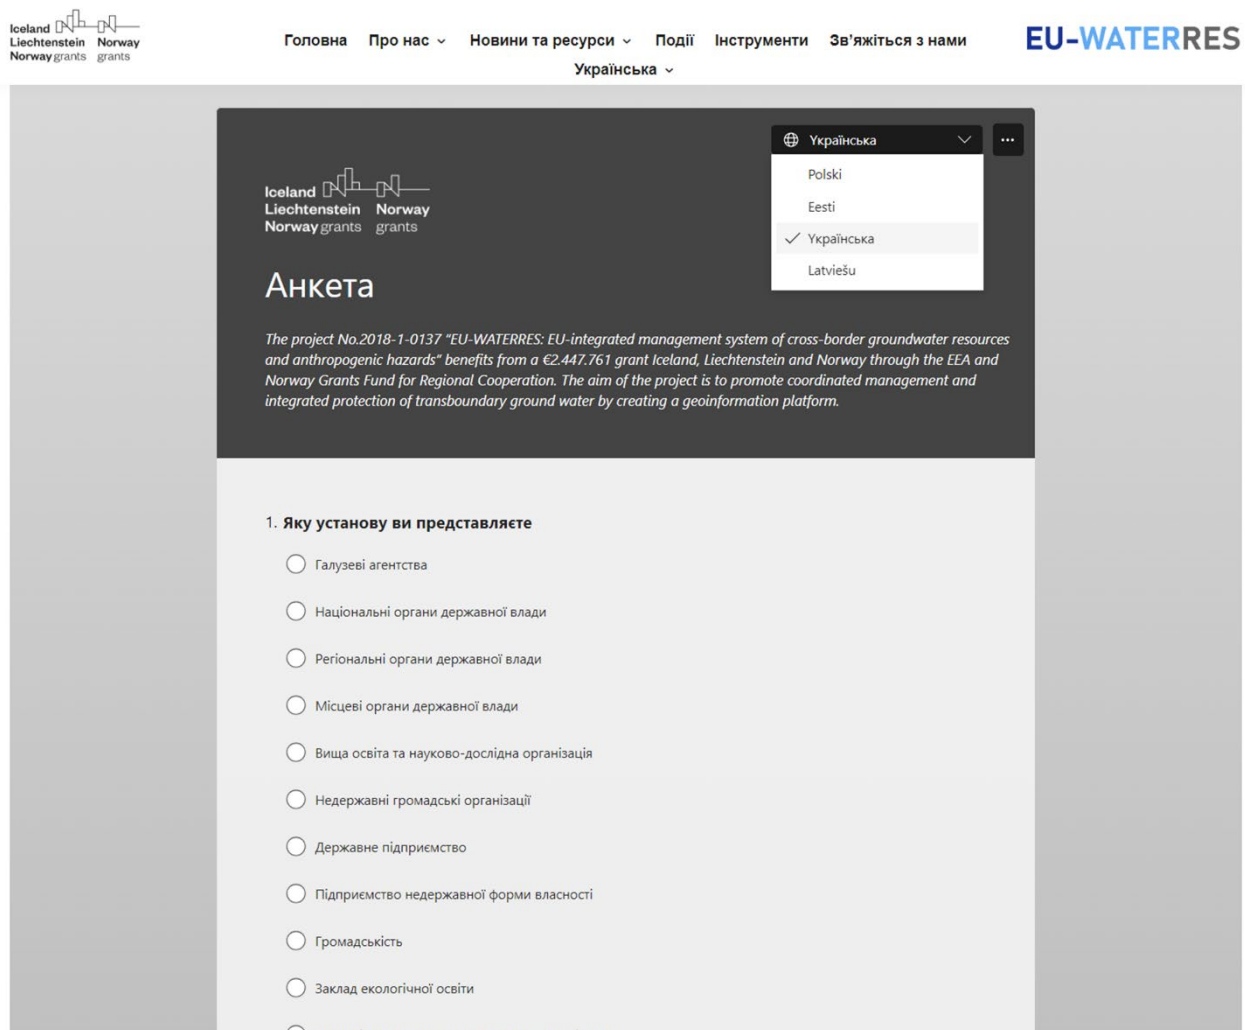 Iceland
Liechtenstein Norway
Norway grants grants
Головна Про нас Новини та ресурси Події Інструменти Зв’яжіться з нами
Українська
EU-WATERRES
Українська
Polski
Eesti
Українська
Latviešu
Iceland
Liechtenstein Norway
Norway grants grants
Анкета
The project No.2018-1-0137 “EU-WATERRES: EU-integrated management system of cross-border groundwater resources
and anthropogenic hazards“ benefits from a €2.447.761 grant Iceland, Liechtenstein and Norway through the EEA and
Norway Grants Fund for Regional Cooperation. The aim of the project is to promote coordinated management and
integrated protection of transboundary ground water by creating a geoinformation platform.
1. Яку установу ви представляєте
Галузеві агентства
Національні органи державної влади
Регіональні органи державної влади
Місцеві органи державної влади
Вища освіта та науково-дослідна організація
Недержавні громадські організації
Державне підприємство
Підприємство недержавної форми власності
Громадськість
Заклад екологічної освіти